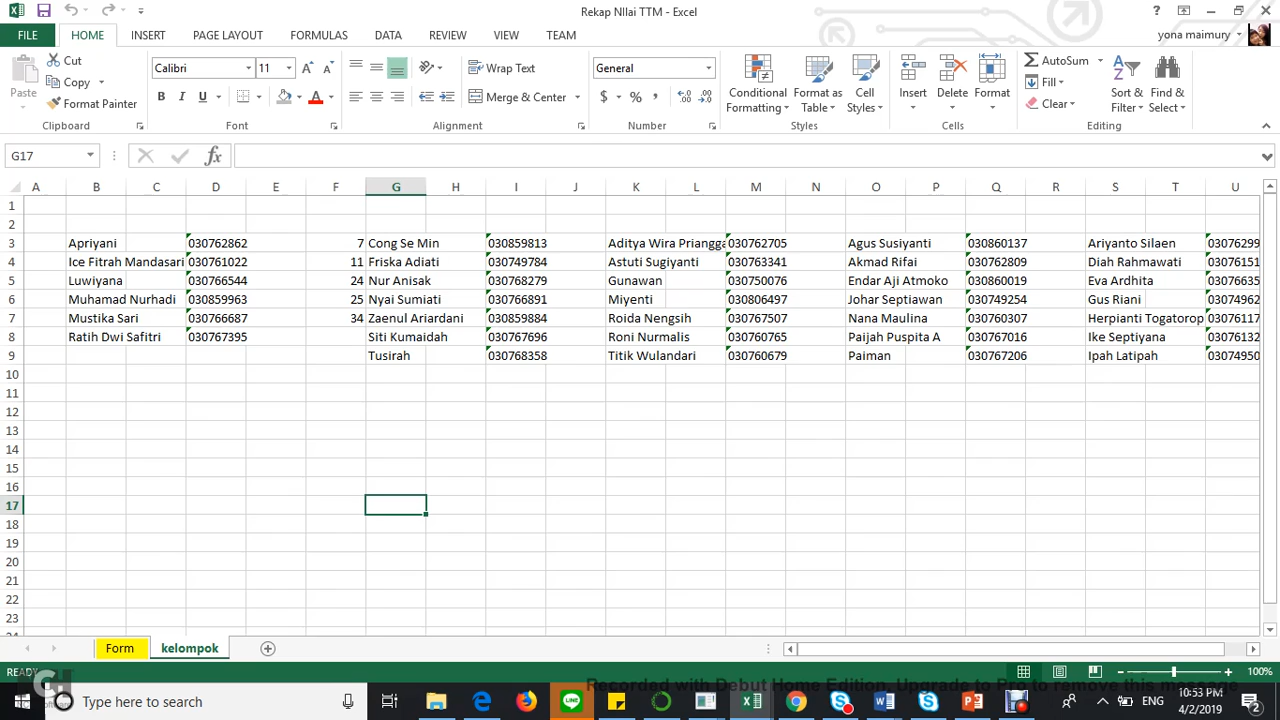 Rekap NIlai TTM - Excel
?
FILE HOME INSERT PAGE LAYOUT FORMULAS DATA REVIEW VIEW TEAM yona maimury
Paste Cut Copy Format Painter Clipboard
Calibri 11 B I U A Font
Wrap Text Merge & Center Alignment
General $ % , Number
Conditional Formatting Format as Table Cell Styles Styles
Insert Delete Format Cells
AutoSum Fill Clear Sort & Filter Find & Select Editing
G17 fx
A B C D E F G H I J K L M N O P Q R S T U
1
2
3 Apriyani 030762862 7 Cong Se Min 030859813 Aditya Wira Priangga 030762705 Agus Susiyanti 030860137 Ariyanto Silaen 03076299
4 Ice Fitrah Mandasari 030761022 11 Friska Adiati 030749784 Astuti Sugiyanti 030763341 Akmad Rifai 030762809 Diah Rahmawati 03076151
5 Luwiyana 030766544 24 Nur Anisak 030768279 Gunawan 030750076 Endar Aji Atmoko 030860019 Eva Ardhita 03076635
6 Muhamad Nurhadi 030859963 25 Nyai Sumiati 030766891 Miyenti 030806497 Johar Septiawan 030749254 Gus Riani 03074962
7 Mustika Sari 030766687 34 Zaenul Ariardani 030859884 Roida Nengsih 030767507 Nana Maulina 030760307 Herpianti Togatorop 03076117
8 Ratih Dwi Safitri 030767395 Siti Kumaidah 030767696 Roni Nurmalis 030760765 Paijah Puspita A 030767016 Ike Septiyana 03076132
9 Tusirah 030768358 Titik Wulandari 030760679 Paiman 030767206 Ipah Latipah 03074950
10
11
12
13
14
15
16
17
18
19
20
21
22
23
24
Form kelompok
READY 100%
Recorded with Debut Home Edition, Upgrade to Pro to remove this message
Type here to search ENG 10:53 PM
4/2/2019 2